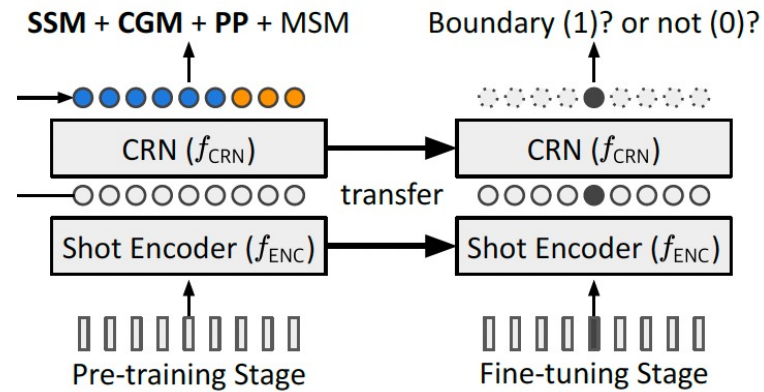 SSM + CGM + PP + MSM
Boundary (1)? or not (0)?
CRN (fCRN)
CRN (fCRN)
transfer
Shot Encoder (fENC)
Shot Encoder (fENC)
Pre-training Stage
Fine-tuning Stage